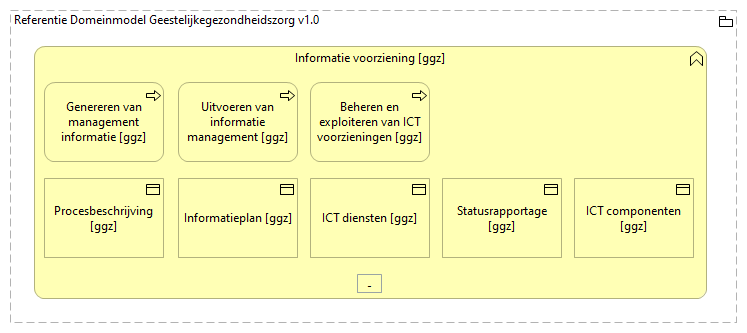 Referentie Domeinmodel Geestelijkegezondheidszorg v1.0
Informatie voorziening [ggz]
Genereren van
management
informatie [ggz]
Uitvoeren van
informatie
management [ggz]
Beheren en
exploiteren van ICT
voorzieningen [ggz]
Procesbeschrijving
[ggz]
Informatieplan [ggz]
ICT diensten [ggz]
Statusrapportage
[ggz]
ICT componenten
[ggz]
-